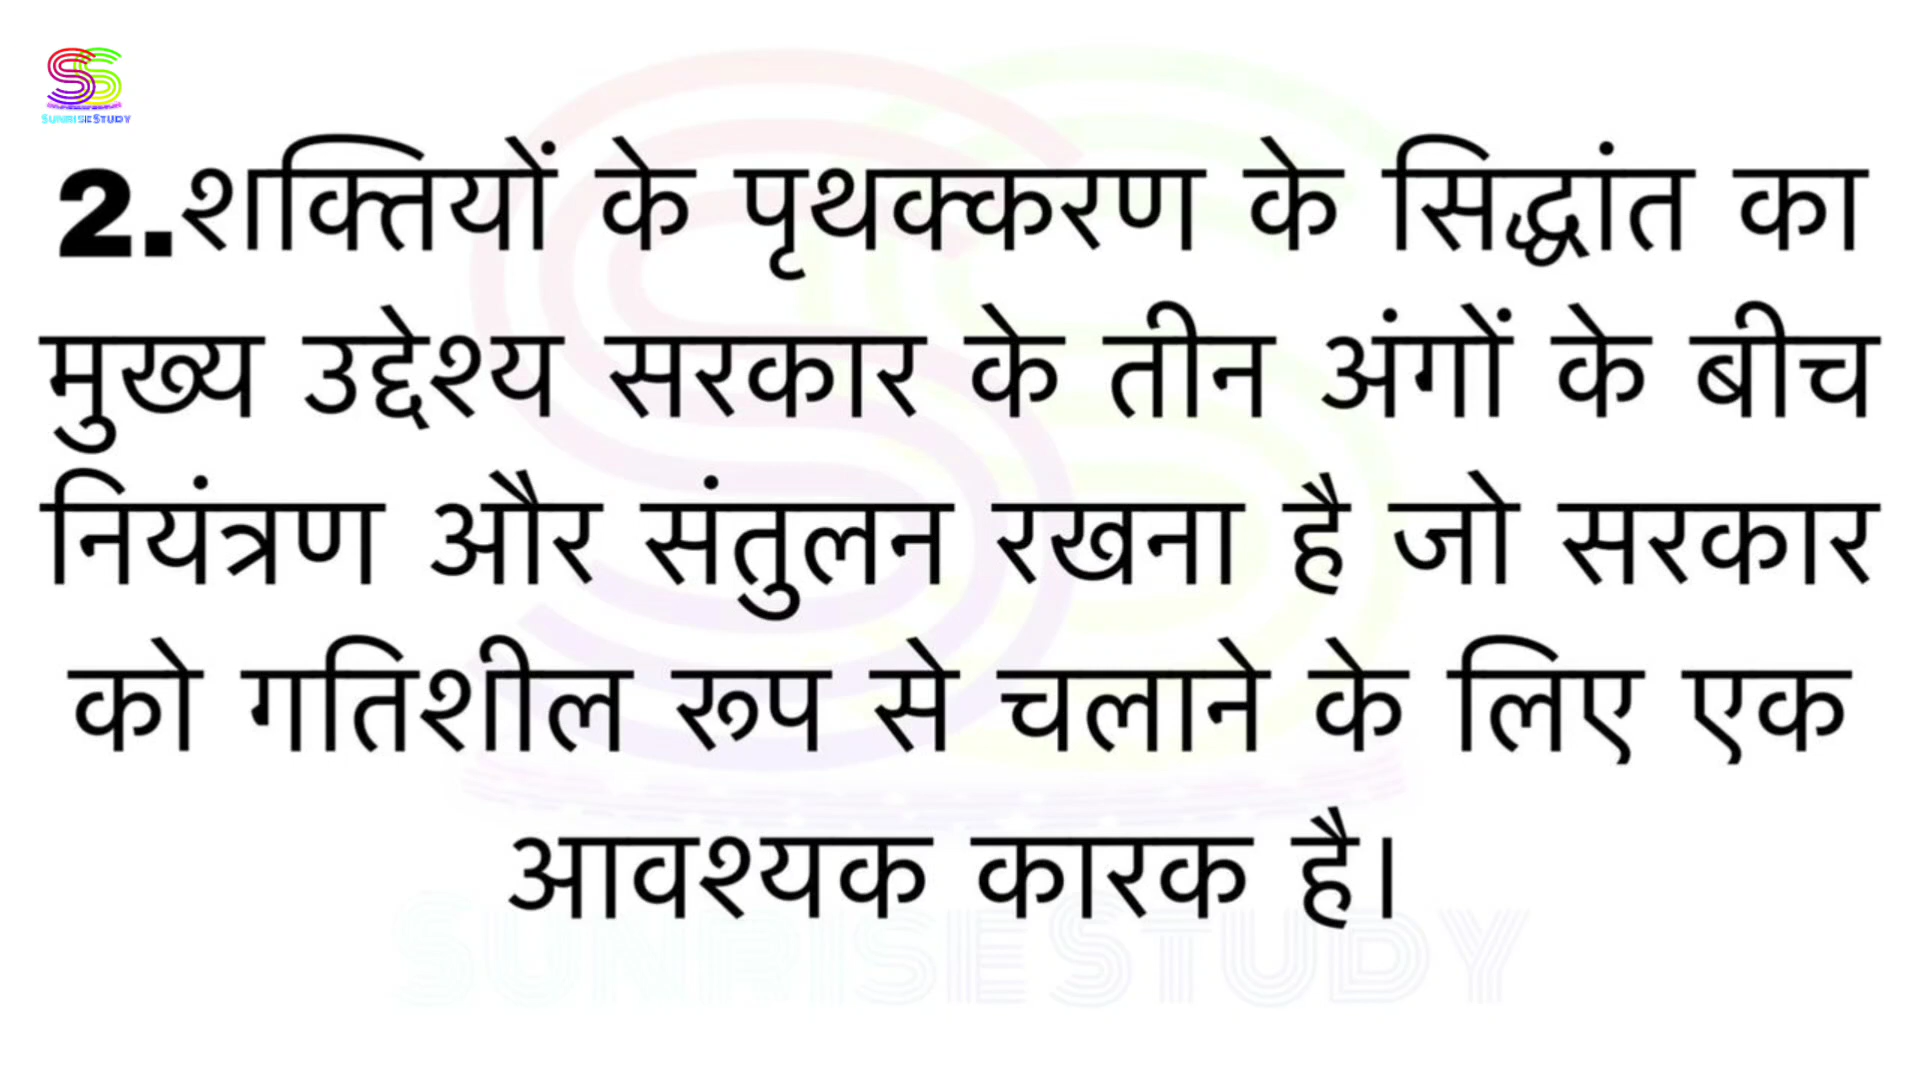 SS
SUNRISESTUDY
2.शक्तियों के पृथक्करण के सिद्धांत का
मुख्य उद्देश्य सरकार के तीन अंगों के बीच
नियंत्रण और संतुलन रखना है जो सरकार
को गतिशील रूप से चलाने के लिए एक
आवश्यक कारक है।
SUNRISESTUDY